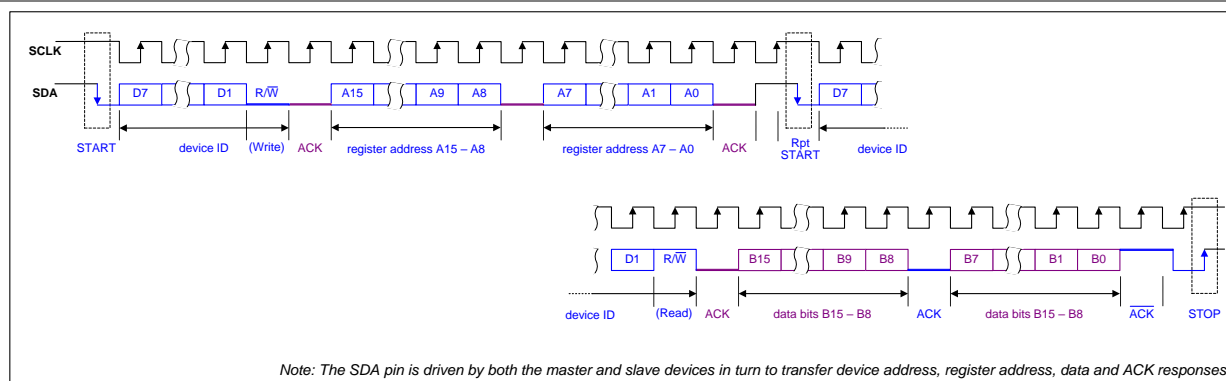 SCLK
SDA
D7 D1 R/W̅ A15 A9 A8 A7 A1 A0 D7
START device ID (Write) ACK register address A15 – A8 register address A7 – A0 ACK Rpt START device ID
D1 R/W̅ B15 B9 B8 B7 B1 B0
device ID (Read) ACK data bits B15 – B8 ACK data bits B15 – B8 A̅C̅K̅ STOP
Note: The SDA pin is driven by both the master and slave devices in turn to transfer device address, register address, data and ACK responses